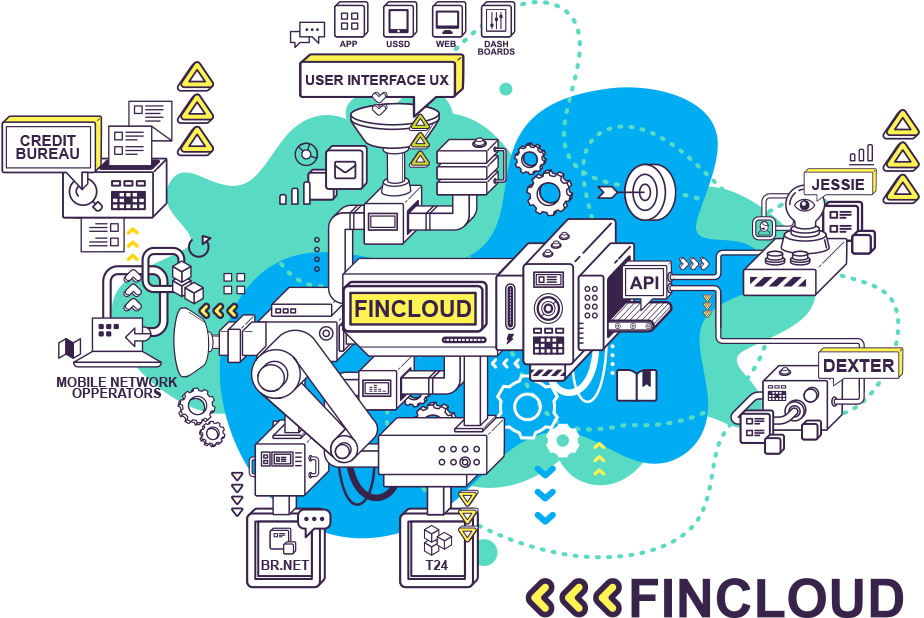 APP
USSD
WEB
DASH
BOARDS
USER INTERFACE UX
CREDIT
BUREAU
JESSIE
API
FINCLOUD
DEXTER
MOBILE NETWORK
OPPERATORS
BR.NET
T24
FINCLOUD